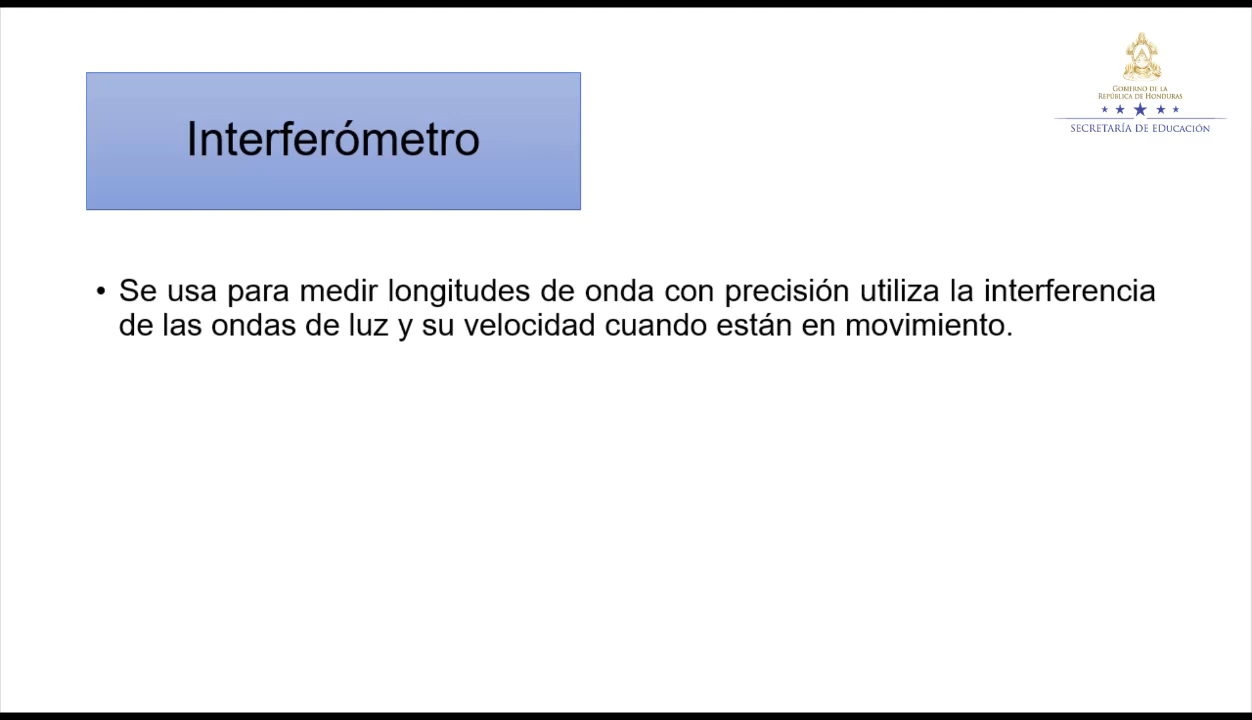 GOBIERNO DE LA
REPÚBLICA DE HONDURAS
SECRETARÍA DE EDUCACIÓN
Interferómetro
• Se usa para medir longitudes de onda con precisión utiliza la interferencia
de las ondas de luz y su velocidad cuando están en movimiento.